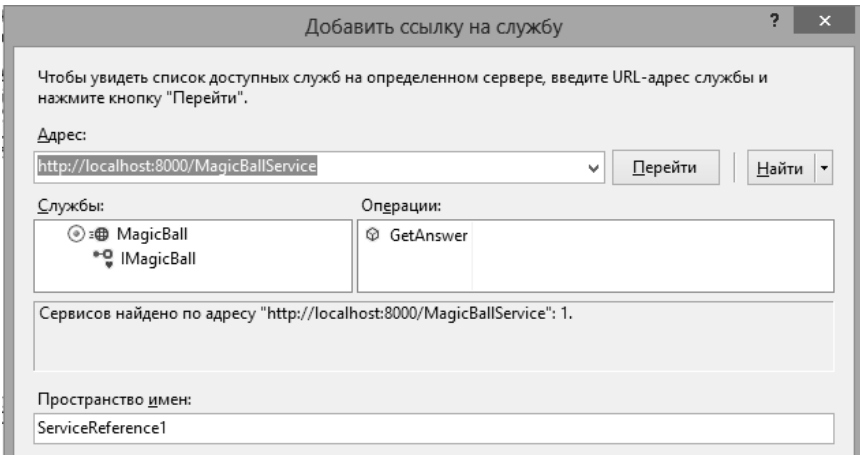 Добавить ссылку на службу
? ×
Чтобы увидеть список доступных служб на определенном сервере, введите URL-адрес службы и
нажмите кнопку "Перейти".
Адрес:
http://localhost:8000/MagicBallService Перейти Найти
Службы: Операции:
MagicBall GetAnswer
IMagicBall
Сервисов найдено по адресу "http://localhost:8000/MagicBallService": 1.
Пространство имен:
ServiceReference1